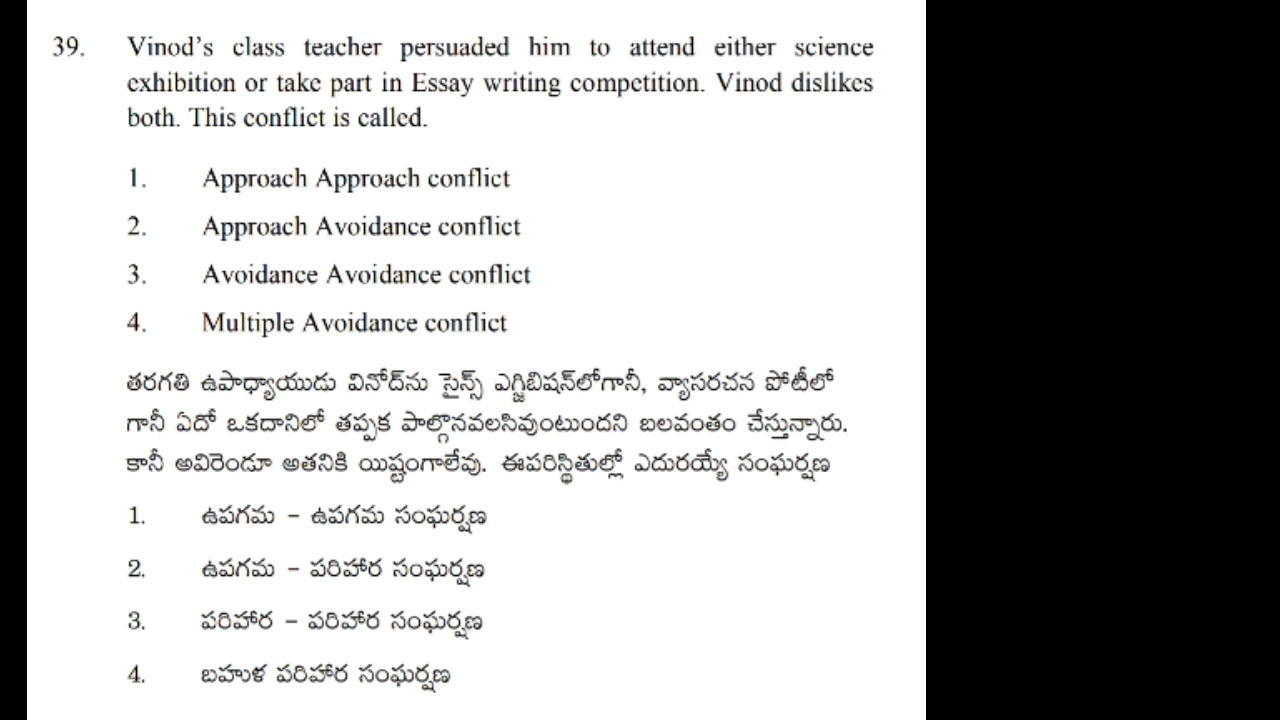 39. Vinod's class teacher persuaded him to attend either science
exhibition or take part in Essay writing competition. Vinod dislikes
both. This conflict is called.
1. Approach Approach conflict
2. Approach Avoidance conflict
3. Avoidance Avoidance conflict
4. Multiple Avoidance conflict
తరగతి ఉపాధ్యాయుడు వినోద్‌ను సైన్స్ ఎగ్జిబిషన్‌లోగానీ, వ్యాసరచన పోటీలో
గానీ ఏదో ఒకదానిలో తప్పక పాల్గొనవలసివుంటుందని బలవంతం చేస్తున్నారు.
కానీ అవిరెండూ అతనికి యిష్టంగాలేవు. ఈపరిస్థితుల్లో ఎదురయ్యే సంఘర్షణ
1. ఉపగమ – ఉపగమ సంఘర్షణ
2. ఉపగమ – పరిహార సంఘర్షణ
3. పరిహార – పరిహార సంఘర్షణ
4. బహుళ పరిహార సంఘర్షణ